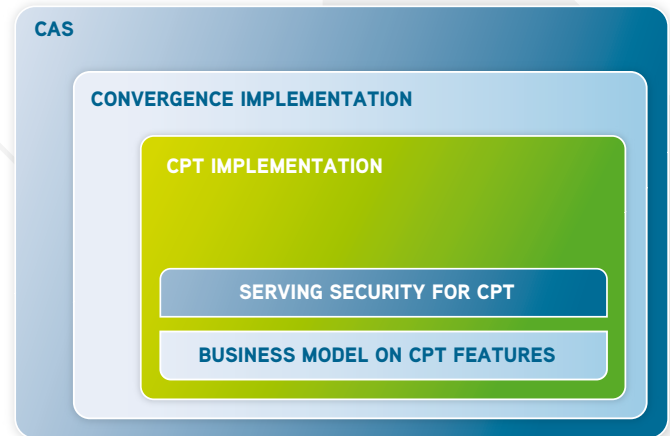 CAS
CONVERGENCE IMPLEMENTATION
CPT IMPLEMENTATION
SERVING SECURITY FOR CPT
BUSINESS MODEL ON CPT FEATURES